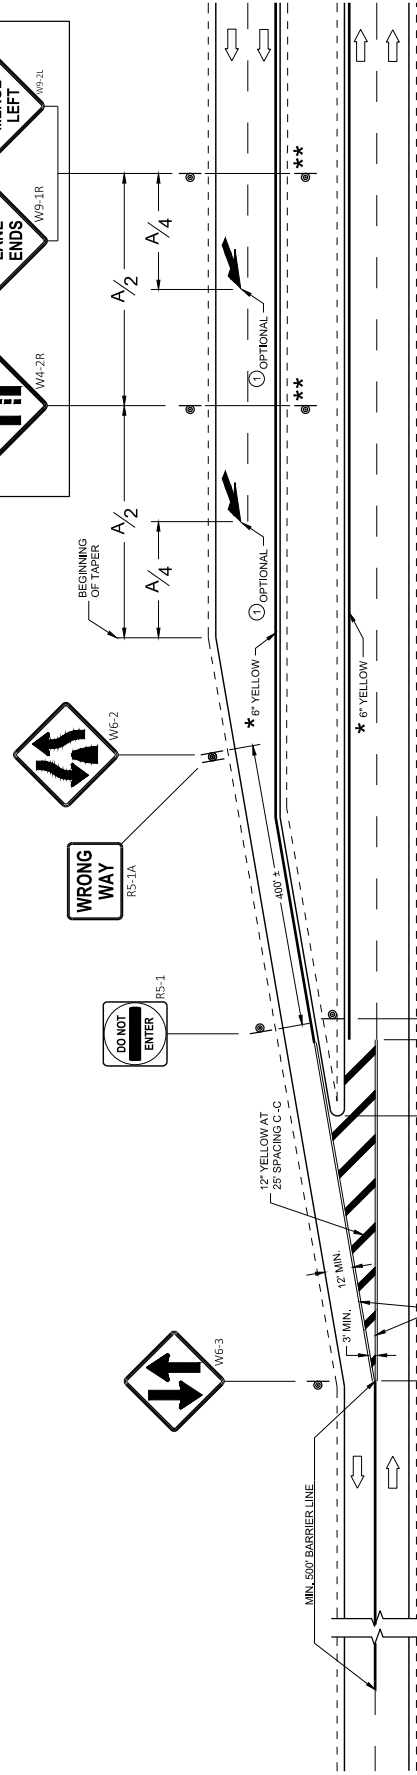 LEFT
W9-2L
ENDS
W9-1R
W4-2R
A/2
A/2
A/4
A/4
BEGINNING
OF TAPER
W6-2
WRONG
WAY
R5-1A
DO NOT
ENTER
R5-1
W6-3
**
**
1 OPTIONAL
1 OPTIONAL
* 6" YELLOW
* 6" YELLOW
400' ±
12" YELLOW AT
25' SPACING C-C
12' MIN.
3' MIN.
MIN. 500' BARRIER LINE